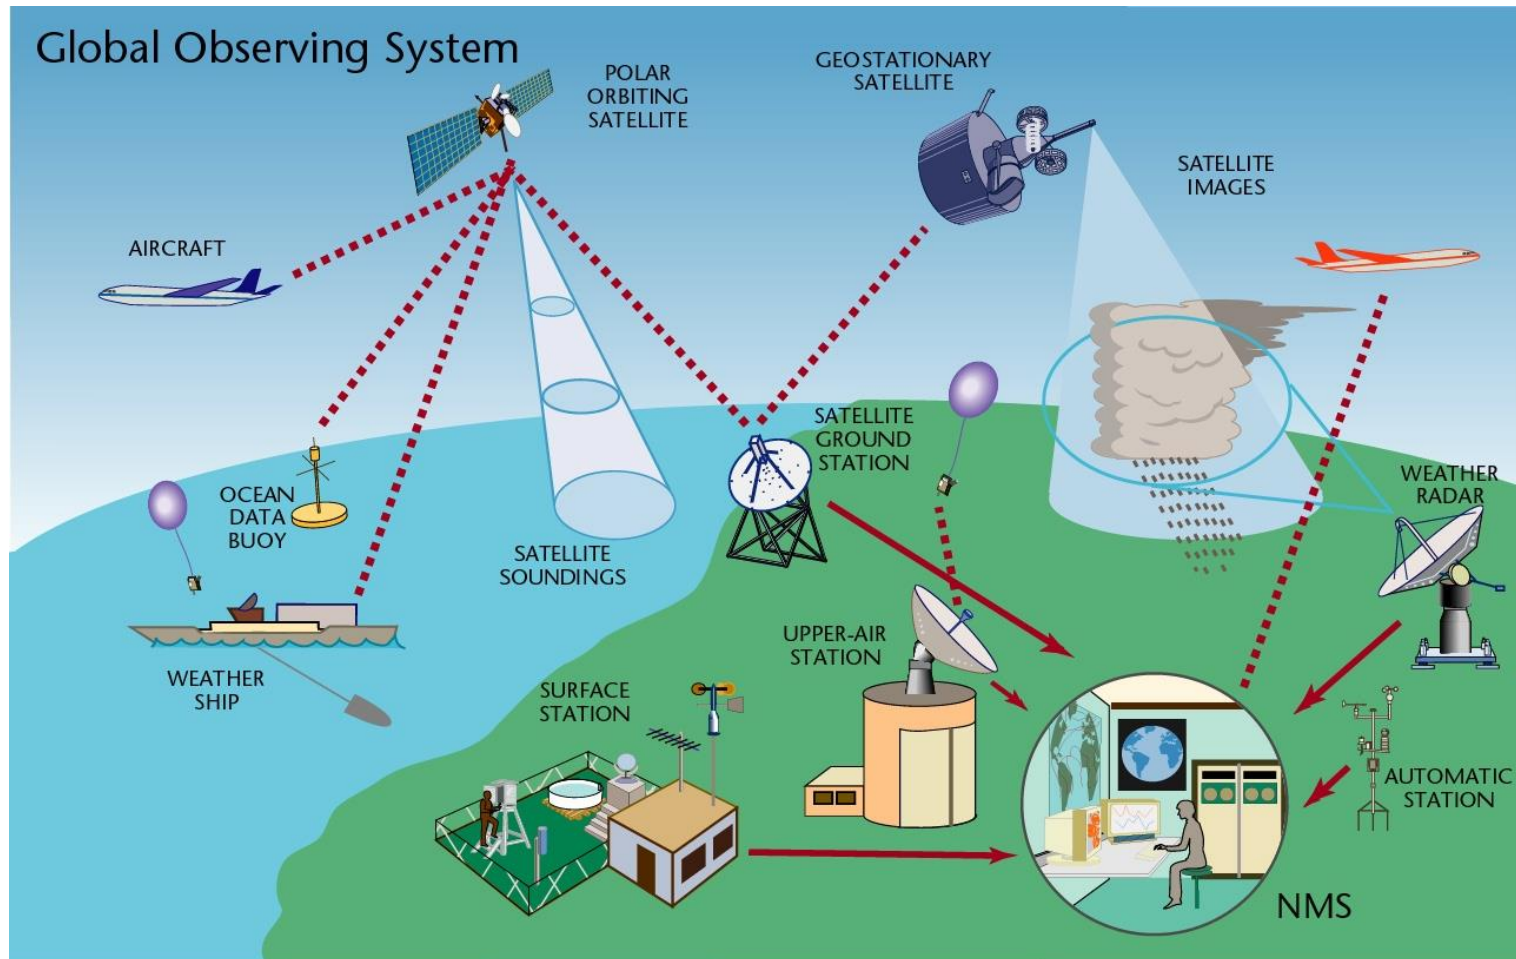 Global Observing System
POLAR
ORBITING
SATELLITE
GEOSTATIONARY
SATELLITE
SATELLITE
IMAGES
AIRCRAFT
SATELLITE
GROUND
STATION
WEATHER
RADAR
OCEAN
DATA
BUOY
SATELLITE
SOUNDINGS
UPPER-AIR
STATION
WEATHER
SHIP
SURFACE
STATION
AUTOMATIC
STATION
NMS